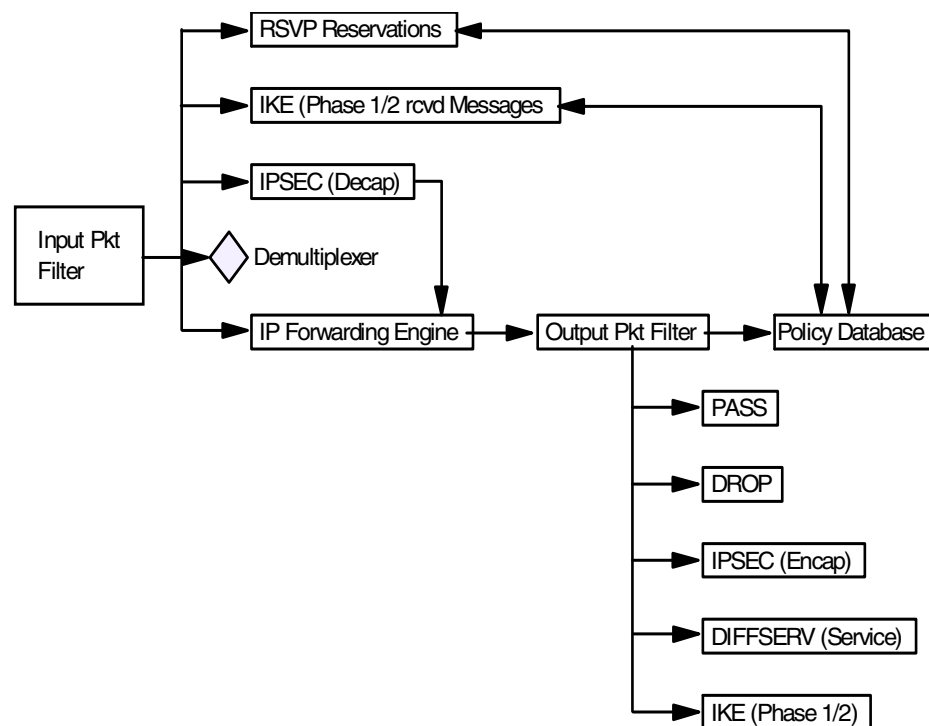 RSVP Reservations
IKE (Phase 1/2 rcvd Messages
IPSEC (Decap)
Input Pkt
Filter
Demultiplexer
IP Forwarding Engine
Output Pkt Filter
Policy Database
PASS
DROP
IPSEC (Encap)
DIFFSERV (Service)
IKE (Phase 1/2)